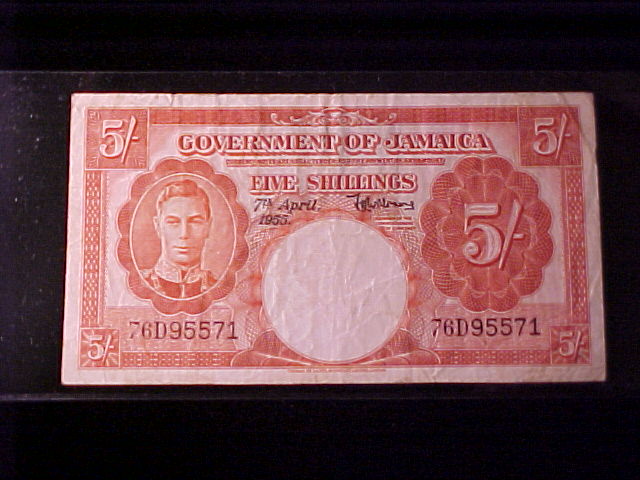 5/- 5/-
GOVERNMENT OF JAMAICA
FIVE SHILLINGS
7th April,
1955.
5/-
76D95571 76D95571
5/- 5/-